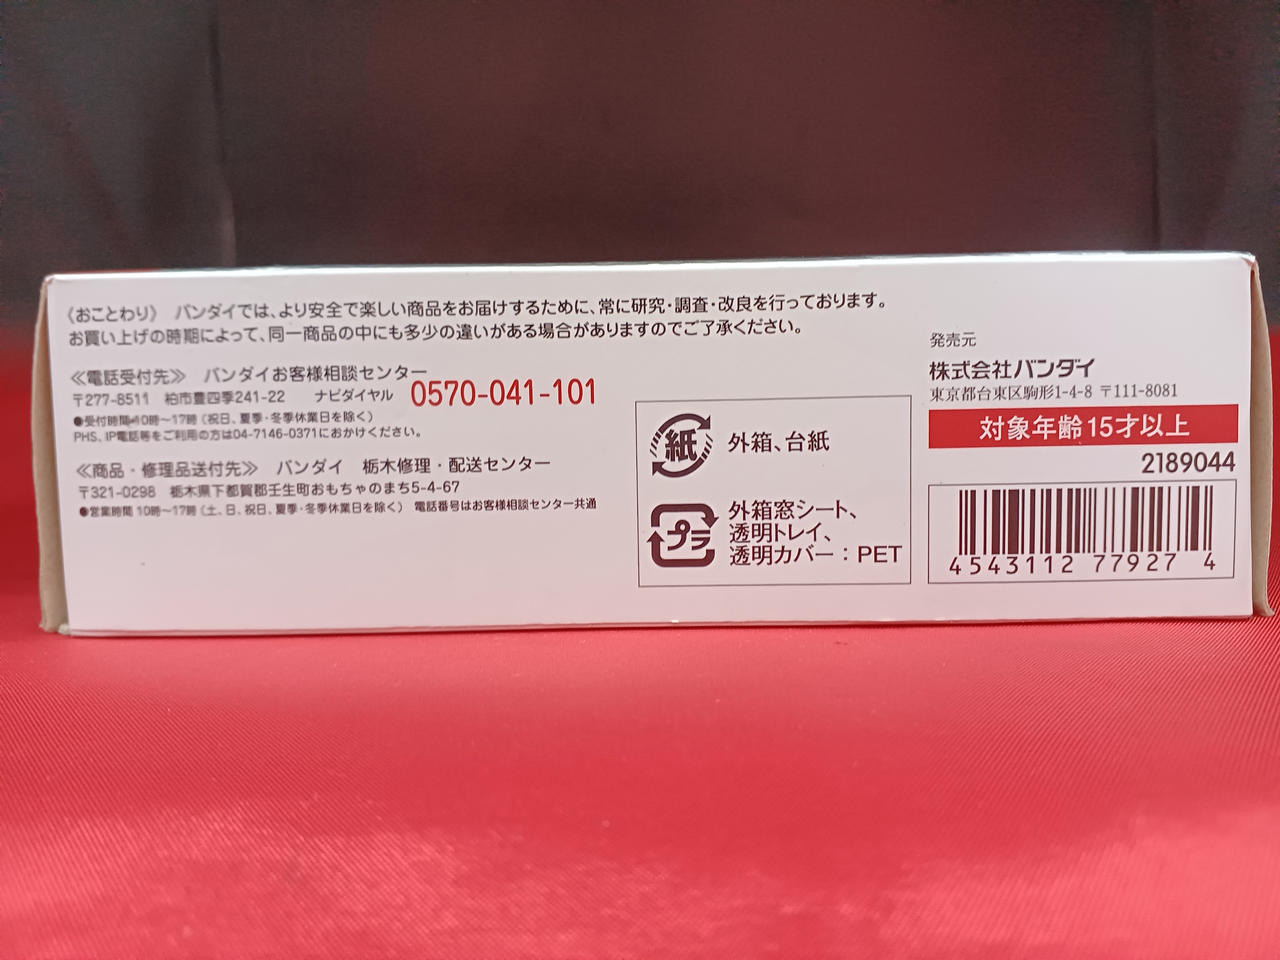 〈おことわり〉 バンダイでは、より安全で楽しい商品をお届けするために、常に研究・調査・改良を行っております。
お買い上げの時期によって、同一商品の中にも多少の違いがある場合がありますのでご了承ください。
≪電話受付先≫ バンダイお客様相談センター
〒277-8511 柏市豊四季241-22 ナビダイヤル 0570-041-101
●受付時間 10時〜17時（祝日、夏季・冬季休業日を除く）
PHS、IP電話等をご利用の方は04-7146-0371におかけください。
≪商品・修理品送付先≫ バンダイ 栃木修理・配送センター
〒321-0298 栃木県下都賀郡壬生町おもちゃのまち5-4-67
●営業時間 10時〜17時（土、日、祝日、夏季・冬季休業日を除く） 電話番号はお客様相談センター共通
紙
外箱、台紙
プラ
外箱窓シート、
透明トレイ、
透明カバー：PET
発売元
株式会社バンダイ
東京都台東区駒形1-4-8 〒111-8081
対象年齢15才以上
2189044
4543112 77927 4